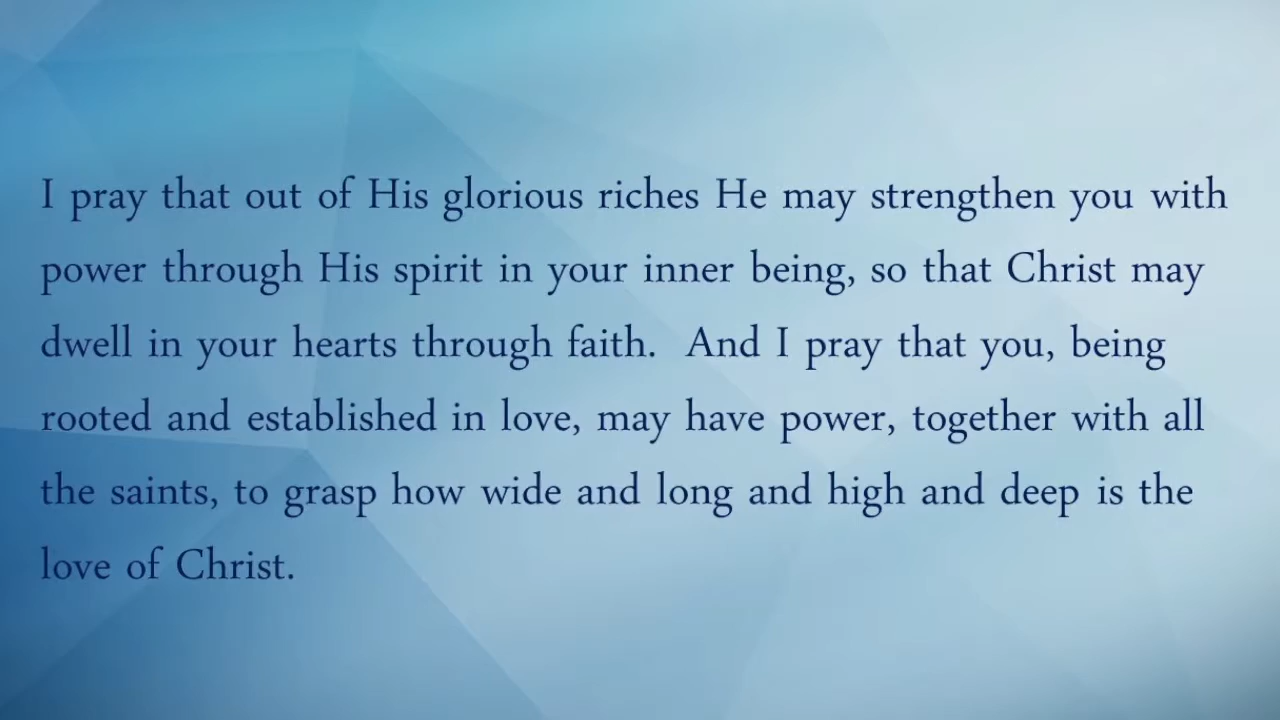 I pray that out of His glorious riches He may strengthen you with
power through His spirit in your inner being, so that Christ may
dwell in your hearts through faith.  And I pray that you, being
rooted and established in love, may have power, together with all
the saints, to grasp how wide and long and high and deep is the
love of Christ.